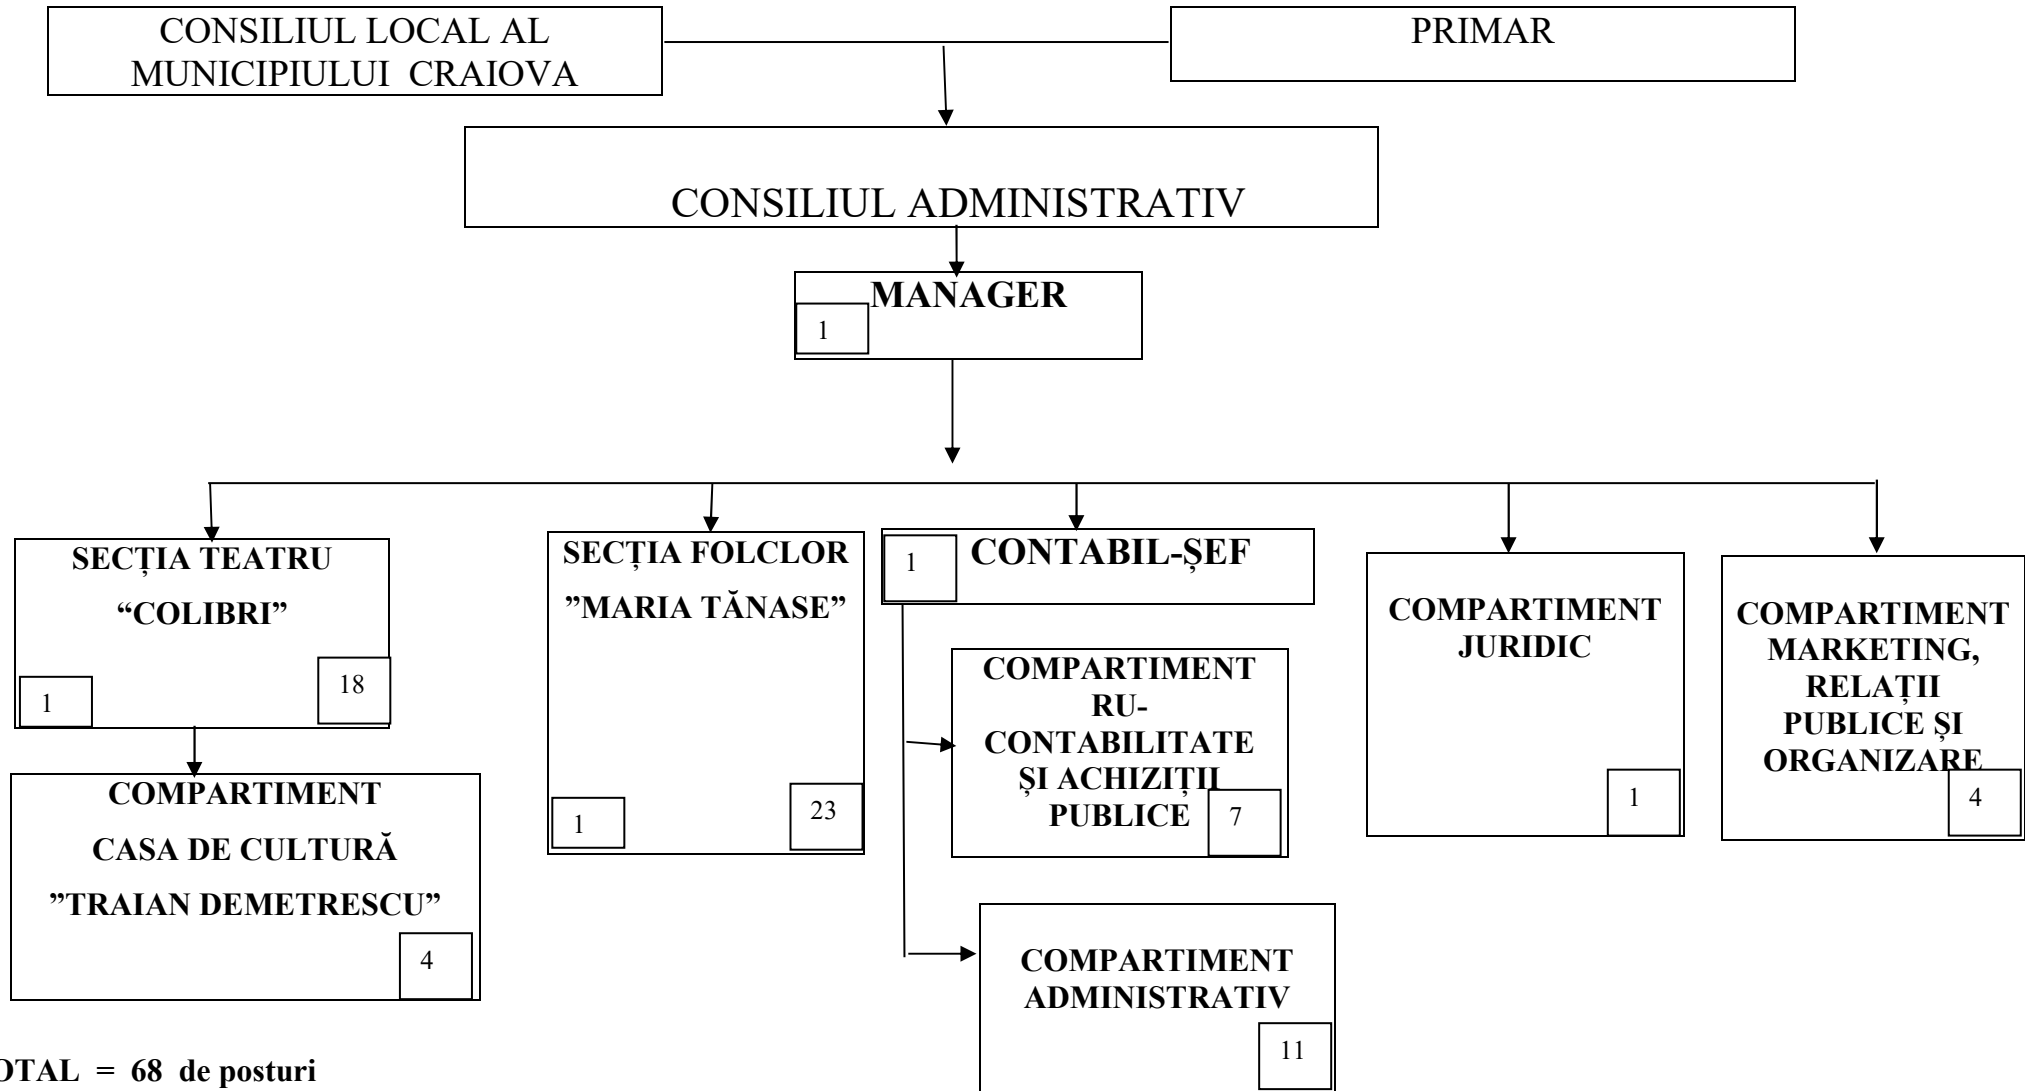 CONSILIUL LOCAL AL
MUNICIPIULUI CRAIOVA
PRIMAR
CONSILIUL ADMINISTRATIV
MANAGER
1
SECȚIA TEATRU
“COLIBRI”
1
18
COMPARTIMENT
CASA DE CULTURĂ
”TRAIAN DEMETRESCU”
4
SECȚIA FOLCLOR
”MARIA TĂNASE”
1
23
1
CONTABIL-ȘEF
COMPARTIMENT
RU-
CONTABILITATE
ȘI ACHIZIȚII
PUBLICE
7
COMPARTIMENT
ADMINISTRATIV
11
COMPARTIMENT
JURIDIC
1
COMPARTIMENT
MARKETING,
RELAȚII
PUBLICE ȘI
ORGANIZARE
4
OTAL = 68 de posturi